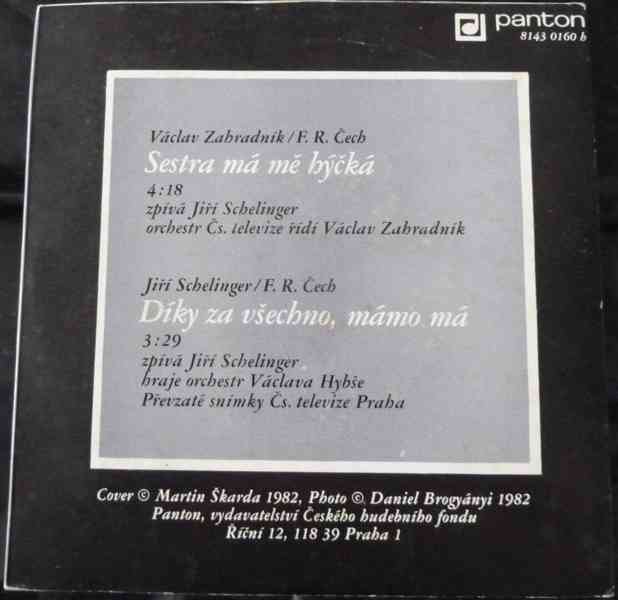 panton
8143 0160 b
Václav Zahradník/F. R. Čech
Sestra má mě hýčká
4:18
zpívá Jiří Schelinger
orchestr Čs. televize řídí Václav Zahradník
Jiří Schelinger/F. R. Čech
Díky za všechno, mámo má
3:29
zpívá Jiří Schelinger
hraje orchestr Václava Hybše
Převzaté snímky Čs. televize Praha
Cover © Martin Škarda 1982, Photo © Daniel Brogyányi 1982
Panton, vydavatelství Českého hudebního fondu
Říční 12, 118 39 Praha 1